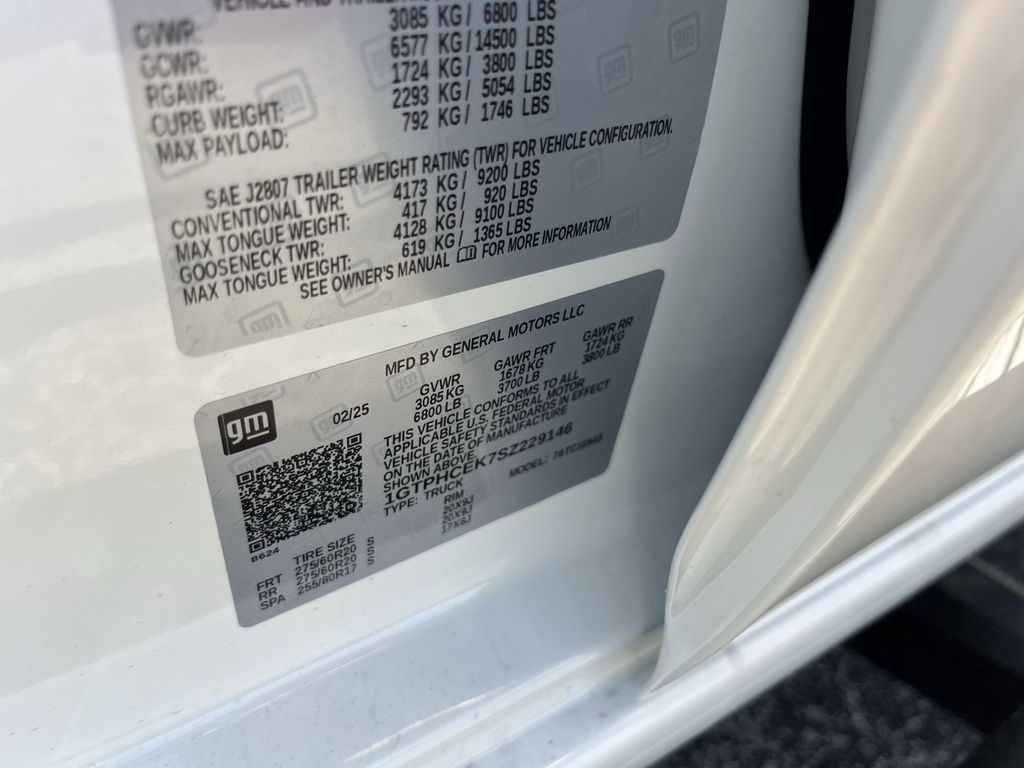 VEHICLE AND TRAILER
GVWR: 3085 KG/ 6800 LBS
GCWR: 6577 KG/ 14500 LBS
RGAWR: 1724 KG/ 3800 LBS
CURB WEIGHT: 2293 KG/ 5054 LBS
MAX PAYLOAD: 792 KG/ 1746 LBS
SAE J2807 TRAILER WEIGHT RATING (TWR) FOR VEHICLE CONFIGURATION.
CONVENTIONAL TWR: 4173 KG/ 9200 LBS
MAX TONGUE WEIGHT: 417 KG/ 920 LBS
GOOSENECK TWR: 4128 KG/ 9100 LBS
MAX TONGUE WEIGHT: 619 KG/ 1365 LBS
SEE OWNER'S MANUAL FOR MORE INFORMATION
MFD BY GENERAL MOTORS LLC
gm
02/25
GVWR GAWR FRT GAWR RR
3085 KG 1678 KG 1724 KG
6800 LB 3700 LB 3800 LB
THIS VEHICLE CONFORMS TO ALL
APPLICABLE U.S. FEDERAL MOTOR
VEHICLE SAFETY STANDARDS IN EFFECT
ON THE DATE OF MANUFACTURE
SHOWN ABOVE.
1GTPHCEK7SZ229146
TYPE: TRUCK MODEL:
B624
TIRE SIZE RIM
FRT 275/60R20 S 20X9J
RR 275/60R20 S 20X9J
SPA 255/80R17 S 17X8J